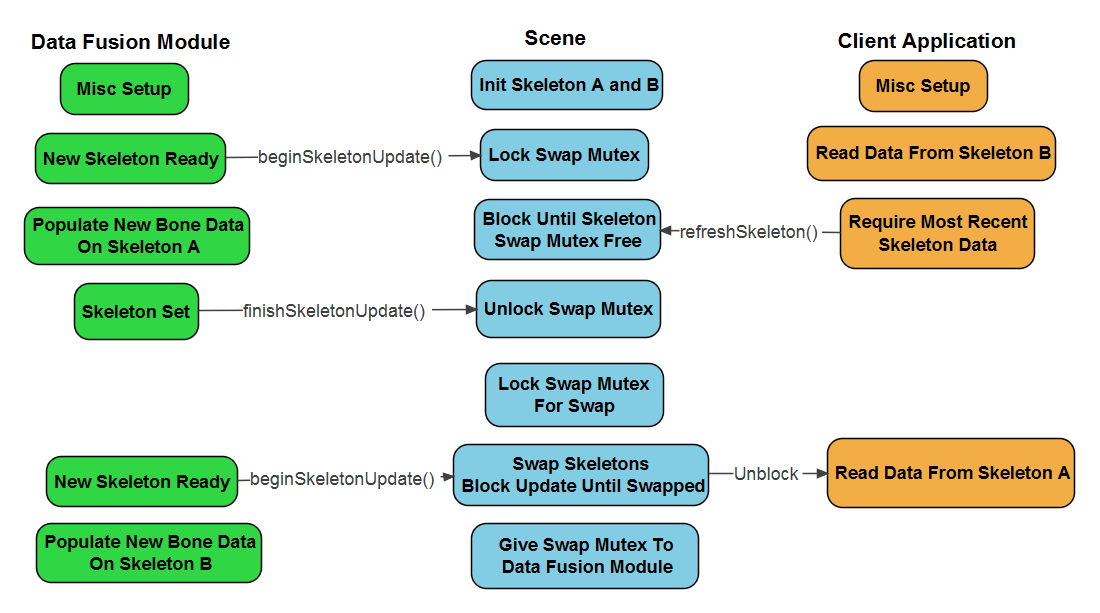 Data Fusion Module
Scene
Client Application
Misc Setup
Init Skeleton A and B
Misc Setup
New Skeleton Ready
beginSkeletonUpdate()
Lock Swap Mutex
Read Data From Skeleton B
Populate New Bone Data
On Skeleton A
Block Until Skeleton
Swap Mutex Free
refreshSkeleton()
Require Most Recent
Skeleton Data
Skeleton Set
finishSkeletonUpdate()
Unlock Swap Mutex
Lock Swap Mutex
For Swap
New Skeleton Ready
beginSkeletonUpdate()
Swap Skeletons
Block Update Until Swapped
Unblock
Read Data From Skeleton A
Populate New Bone Data
On Skeleton B
Give Swap Mutex To
Data Fusion Module